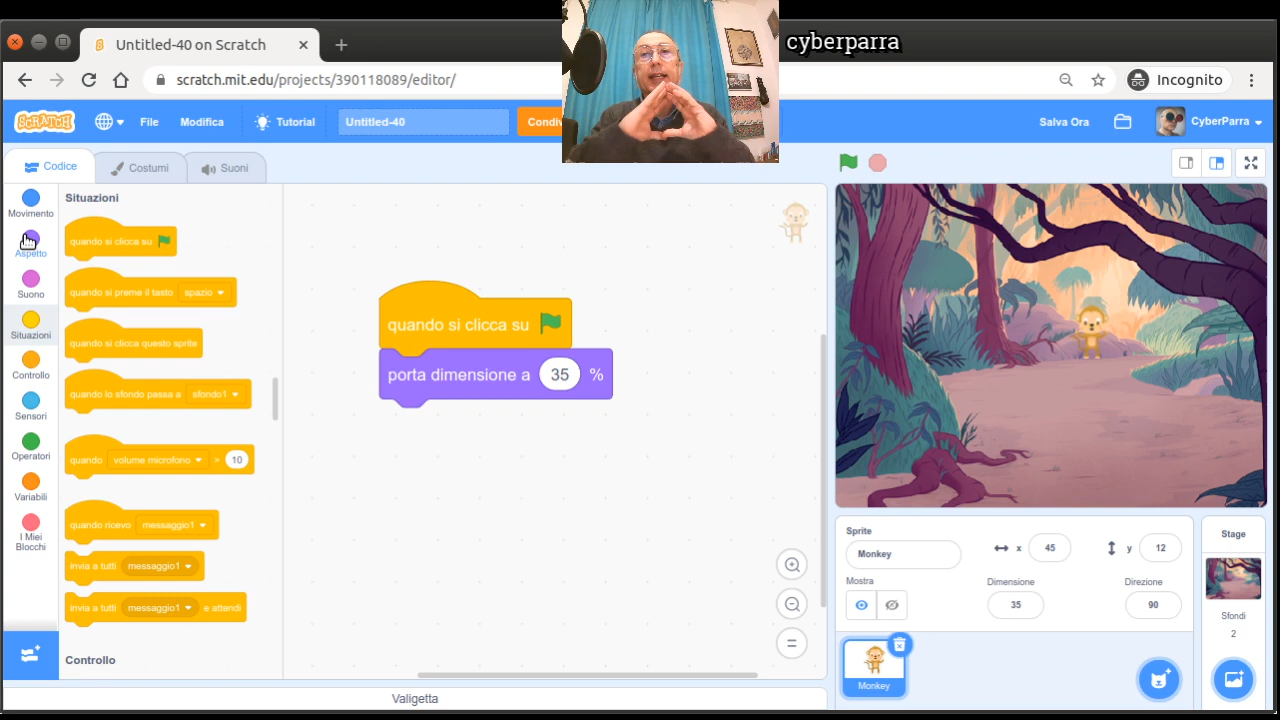 Untitled-40 on Scratch
cyberparra
scratch.mit.edu/projects/390118089/editor/
Incognito
SCRATCH
File
Modifica
Tutorial
Untitled-40
Condiv
Salva Ora
CyberParra
Codice
Costumi
Suoni
Movimento
Aspetto
Suono
Situazioni
Controllo
Sensori
Operatori
Variabili
I Miei
Blocchi
Situazioni
quando si clicca su
quando si preme il tasto spazio
quando si clicca questo sprite
quando lo sfondo passa a sfondo1
quando volume microfono > 10
quando ricevo messaggio1
invia a tutti messaggio1
invia a tutti messaggio1 e attendi
Controllo
quando si clicca su
porta dimensione a 35 %
Valigetta
Sprite
Monkey
x 45
y 12
Mostra
Dimensione
35
Direzione
90
Monkey
Stage
Sfondi
2